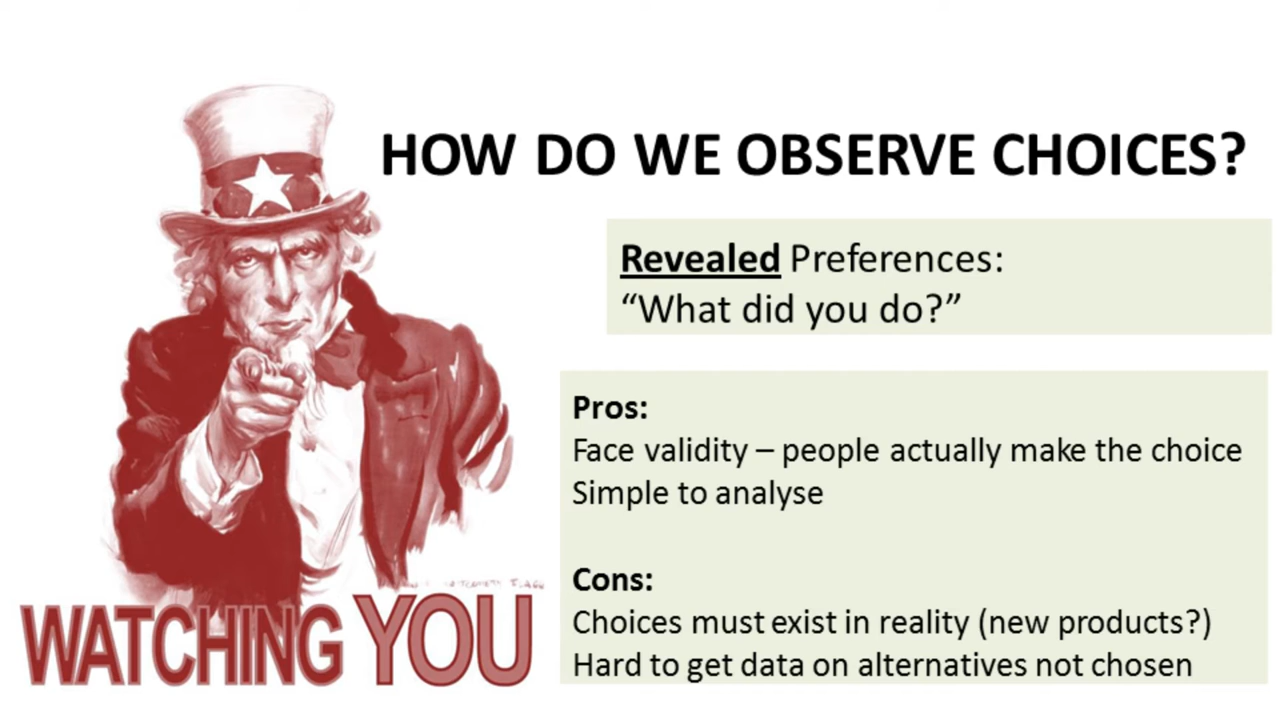 HOW DO WE OBSERVE CHOICES?
Revealed Preferences:
“What did you do?”
Pros:
Face validity – people actually make the choice
Simple to analyse
Cons:
Choices must exist in reality (new products?)
Hard to get data on alternatives not chosen
WATCHING YOU